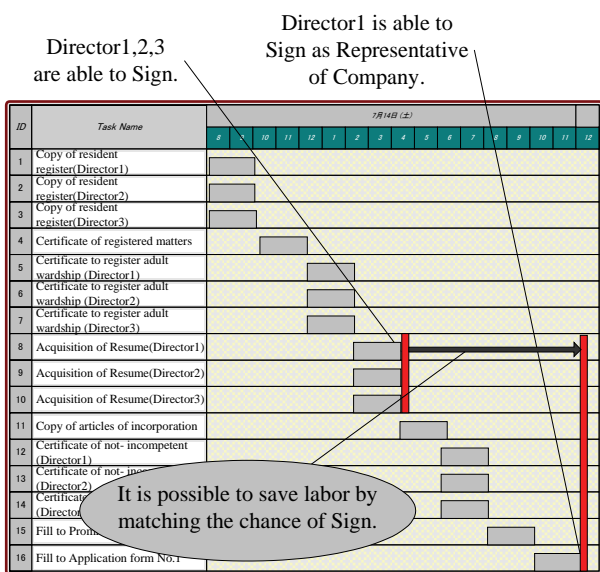 Director1,2,3
are able to Sign.
Director1 is able to
Sign as Representative
of Company.
ID
Task Name
7月14日 (土)
8 9 10 11 12 1 2 3 4 5 6 7 8 9 10 11 12
1 Copy of resident
register(Director1)
2 Copy of resident
register(Director2)
3 Copy of resident
register(Director3)
4 Certificate of registered matters
5 Certificate to register adult
wardship (Director1)
6 Certificate to register adult
wardship (Director2)
7 Certificate to register adult
wardship (Director3)
8 Acquisition of Resume(Director1)
9 Acquisition of Resume(Director2)
10 Acquisition of Resume(Director3)
11 Copy of articles of incorporation
12 Certificate of not- incompetent
(Director1)
13 Certificate of not-
(Director2)
14
15 Fill to
16 Fill to Application form No.1
It is possible to save labor by
matching the chance of Sign.